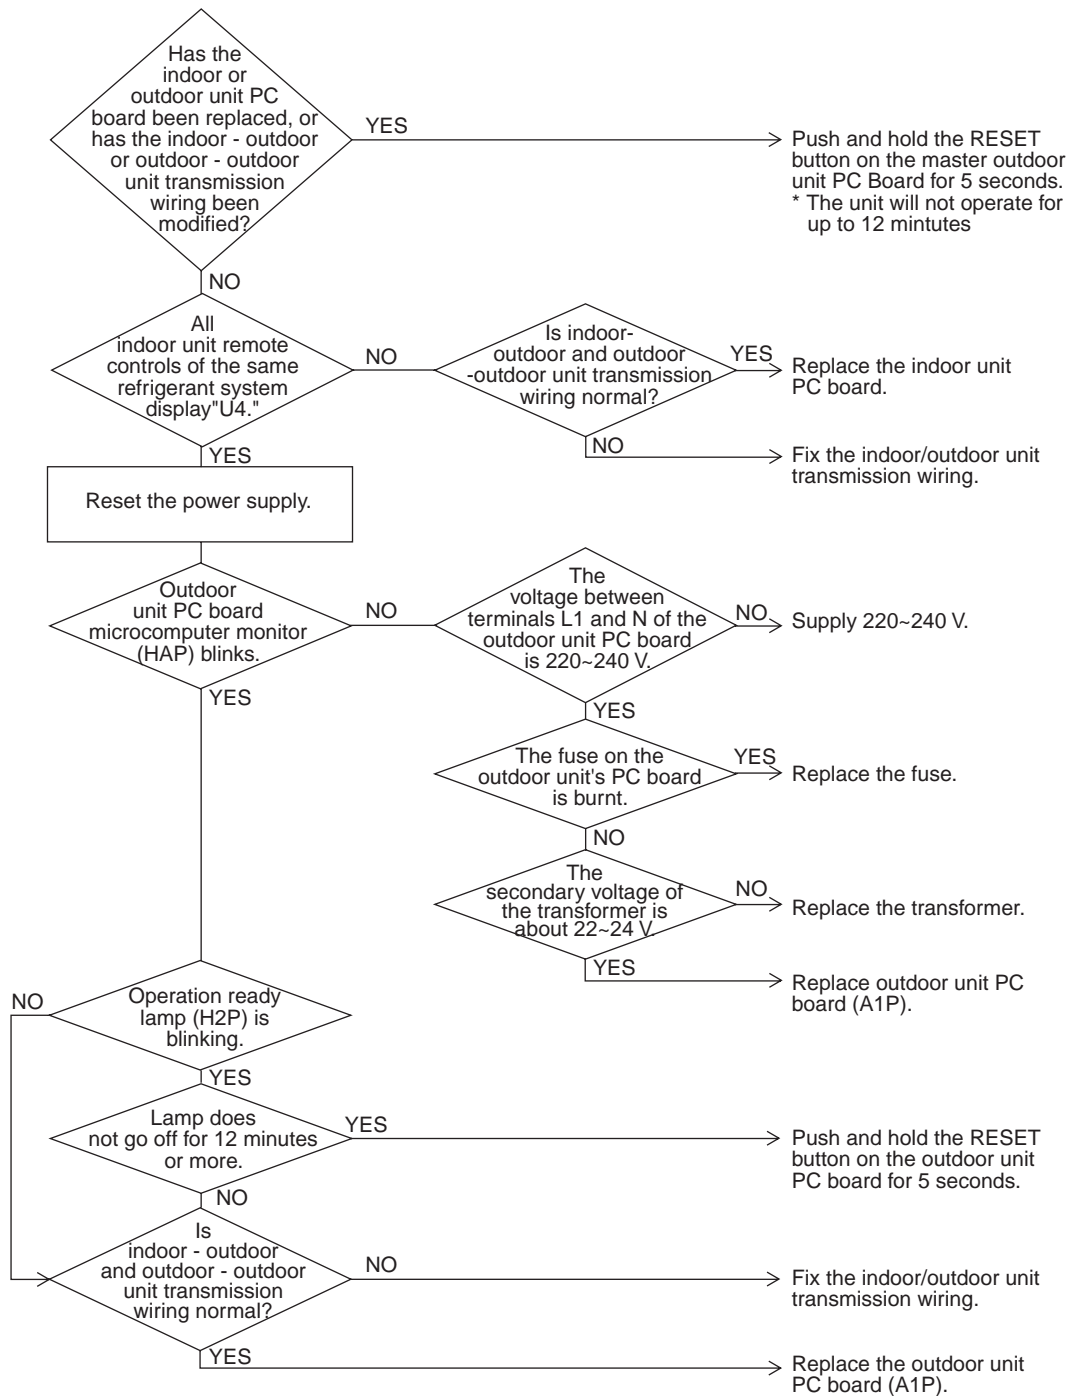 Has the
indoor or
outdoor unit PC
board been replaced, or
has the indoor - outdoor
or outdoor - outdoor
unit transmission
wiring been
modified?
YES
Push and hold the RESET
button on the master outdoor
unit PC Board for 5 seconds.
* The unit will not operate for
up to 12 mintutes
NO
All
indoor unit remote
controls of the same
refrigerant system
display"U4."
NO
Is indoor-
outdoor and outdoor
-outdoor unit transmission
wiring normal?
YES
Replace the indoor unit
PC board.
NO
Fix the indoor/outdoor unit
transmission wiring.
YES
Reset the power supply.
Outdoor
unit PC board
microcomputer monitor
(HAP) blinks.
NO
The
voltage between
terminals L1 and N of the
outdoor unit PC board
is 220~240 V.
NO
Supply 220~240 V.
YES
YES
The fuse on the
outdoor unit's PC board
is burnt.
YES
Replace the fuse.
NO
The
secondary voltage of
the transformer is
about 22~24 V.
NO
Replace the transformer.
YES
Replace outdoor unit PC
board (A1P).
NO
Operation ready
lamp (H2P) is
blinking.
YES
Lamp does
not go off for 12 minutes
or more.
YES
Push and hold the RESET
button on the outdoor unit
PC board for 5 seconds.
NO
Is
indoor - outdoor
and outdoor - outdoor
unit transmission
wiring normal?
NO
Fix the indoor/outdoor unit
transmission wiring.
YES
Replace the outdoor unit
PC board (A1P).